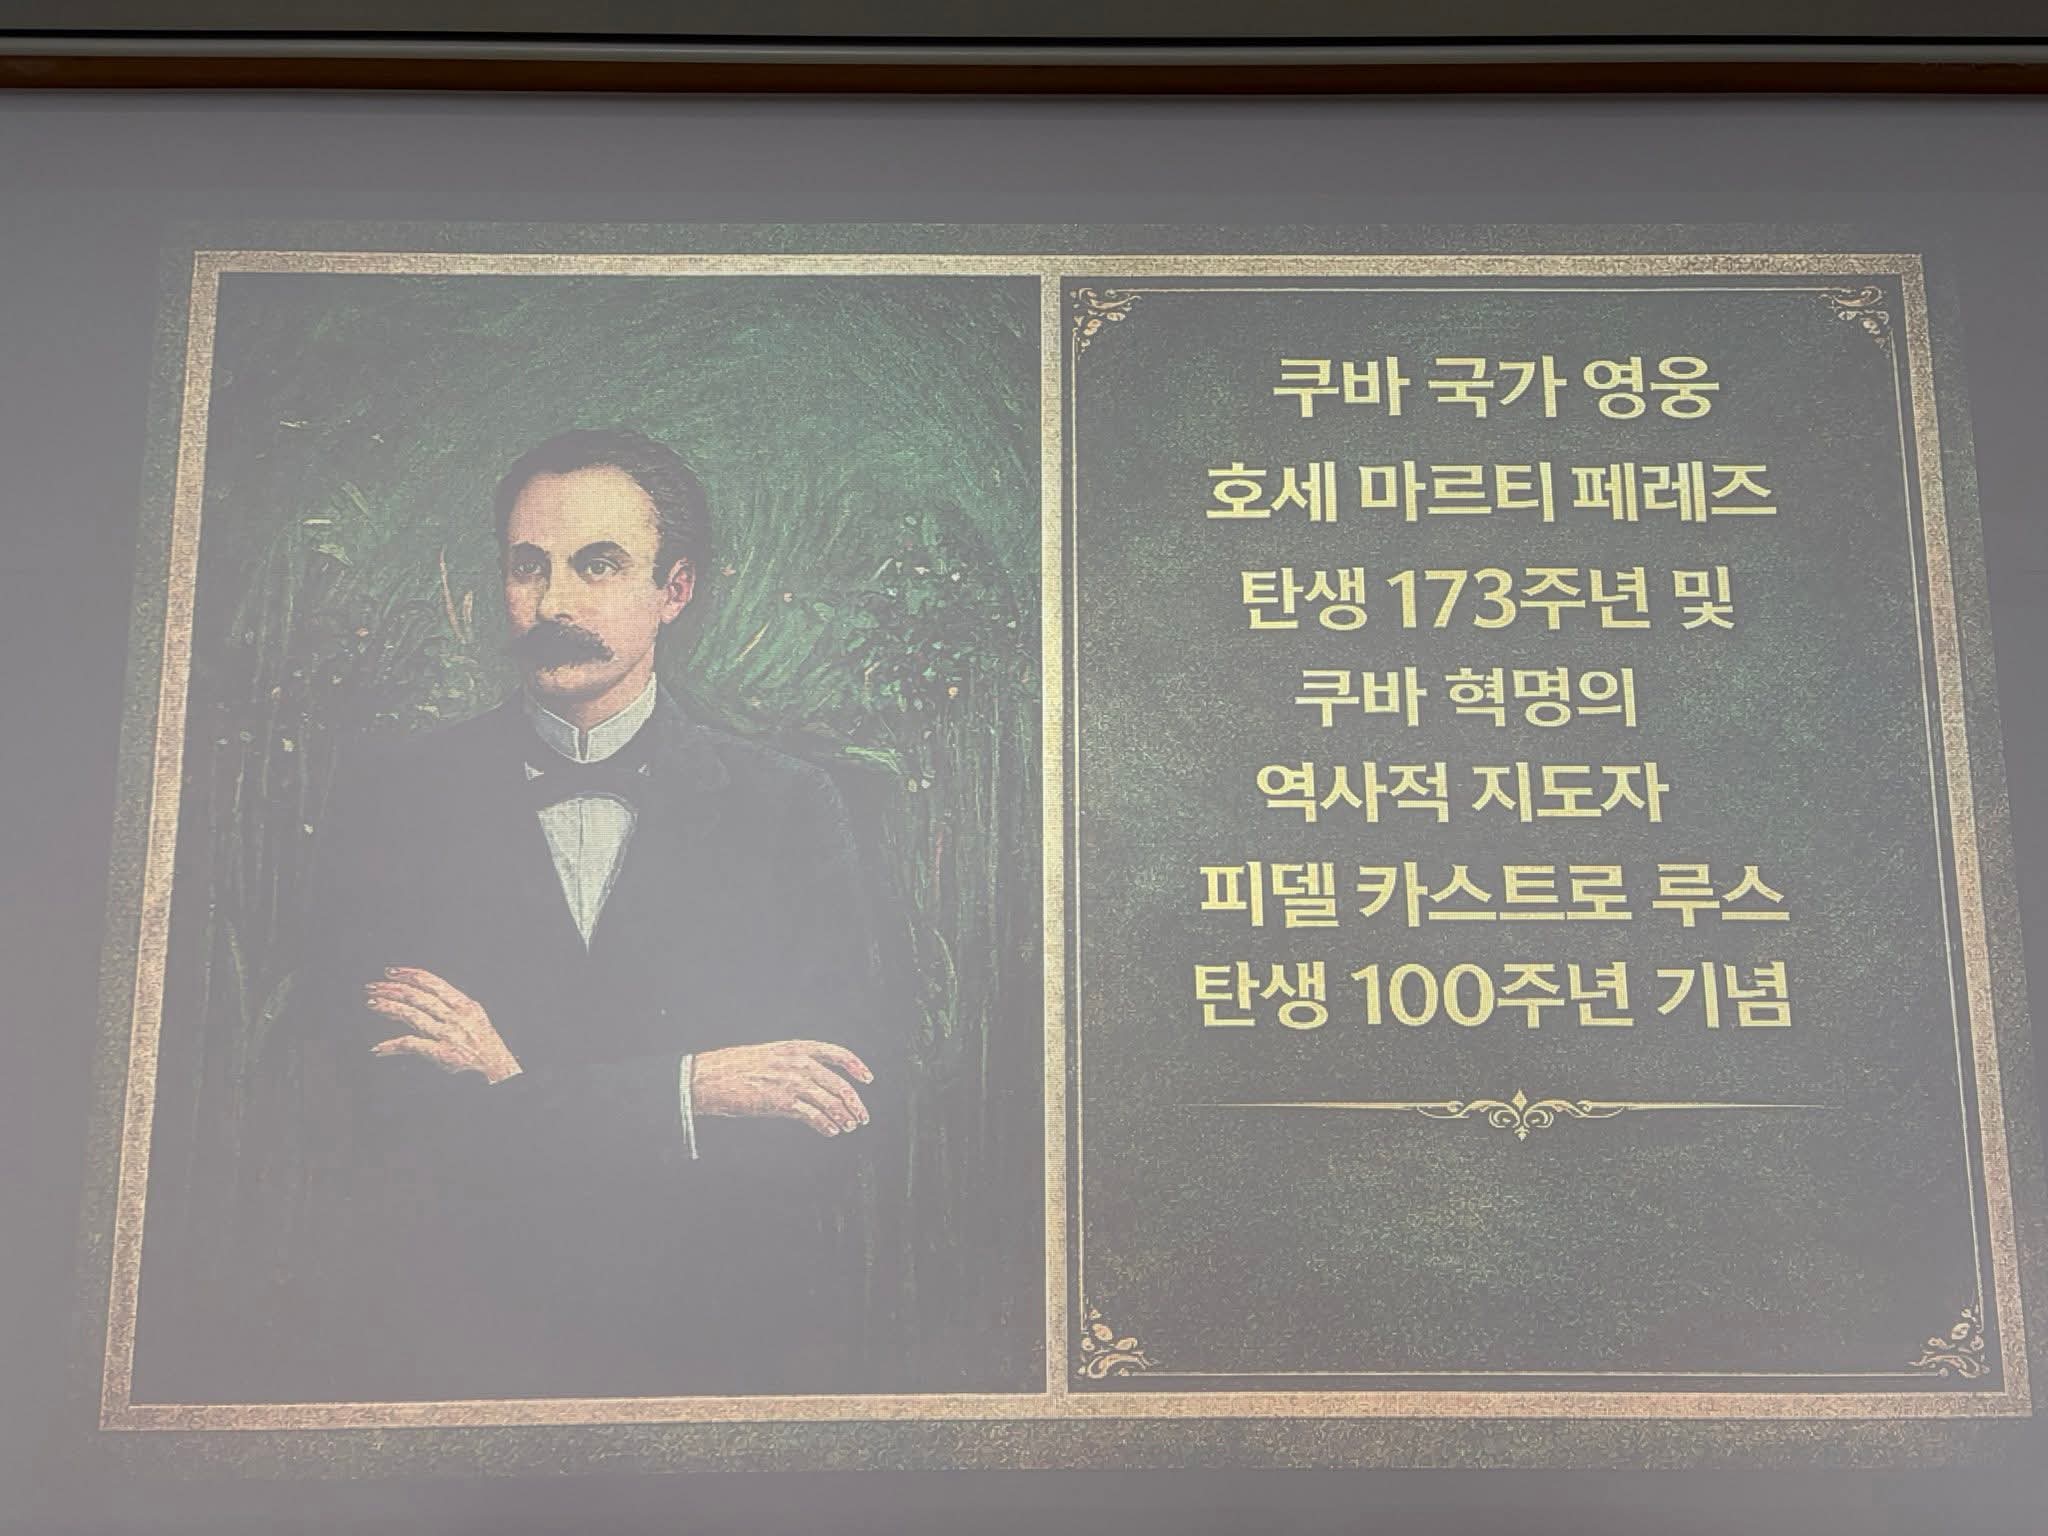 쿠바 국가 영웅
호세 마르티 페레즈
탄생 173주년 및
쿠바 혁명의
역사적 지도자
피델 카스트로 루스
탄생 100주년 기념